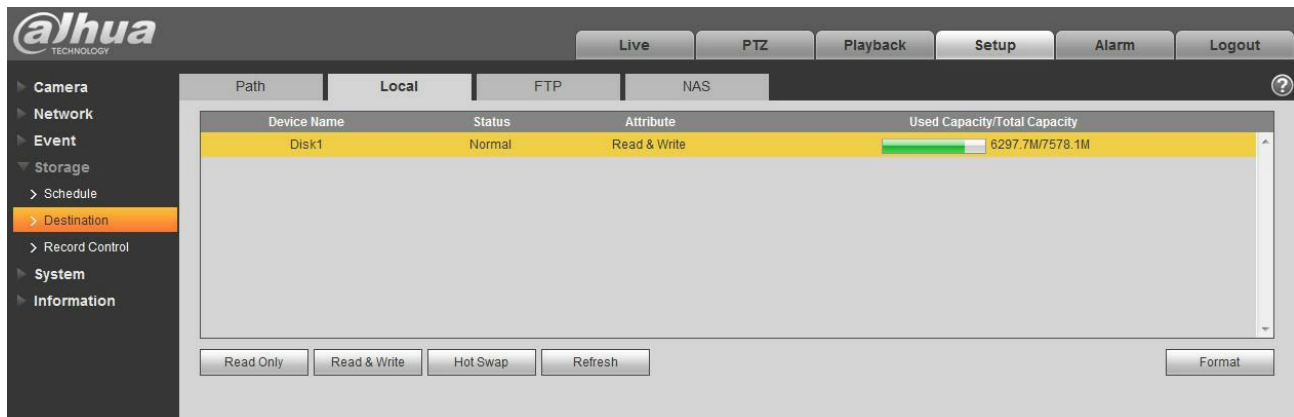 alhua
TECHNOLOGY
Live PTZ Playback Setup Alarm Logout
Camera
Network
Event
Storage
Schedule
Destination
Record Control
System
Information
Path Local FTP NAS
?
Device Name Status Attribute Used Capacity/Total Capacity
Disk1 Normal Read & Write 6297.7M/7578.1M
Read Only Read & Write Hot Swap Refresh Format